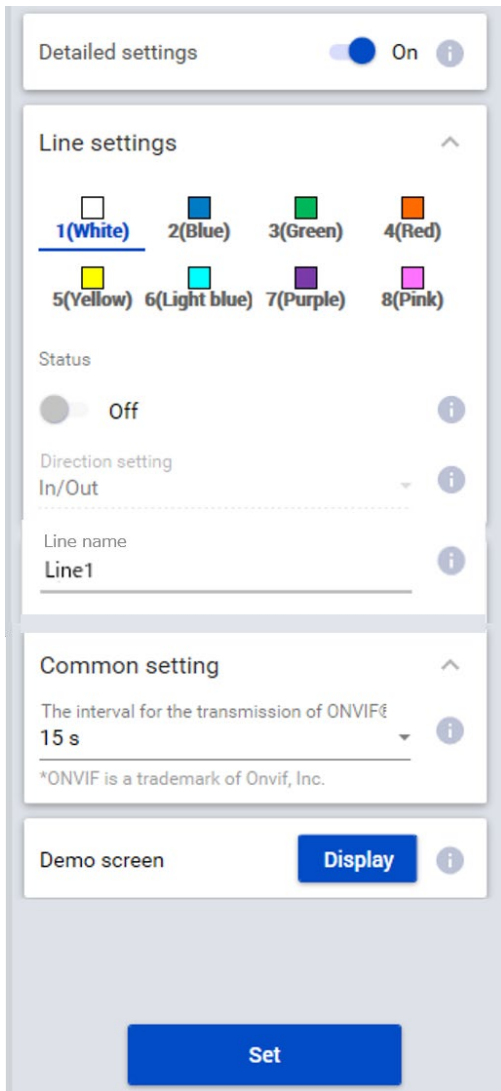 Detailed settings On
Line settings
1(White) 2(Blue) 3(Green) 4(Red)
5(Yellow) 6(Light blue) 7(Purple) 8(Pink)
Status
Off
Direction setting
In/Out
Line name
Line1
Common setting
The interval for the transmission of ONVIF®
15 s
*ONVIF is a trademark of Onvif, Inc.
Demo screen Display
Set